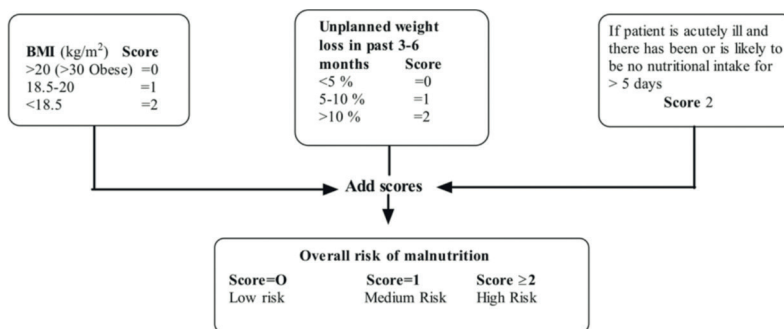 BMI (kg/m²) Score
>20 (>30 Obese) =0
18.5-20 =1
<18.5 =2
Unplanned weight
loss in past 3-6
months Score
<5 % =0
5-10 % =1
>10 % =2
If patient is acutely ill and
there has been or is likely to
be no nutritional intake for
> 5 days
Score 2
Add scores
Overall risk of malnutrition
Score=O Score=1 Score ≥2
Low risk Medium Risk High Risk